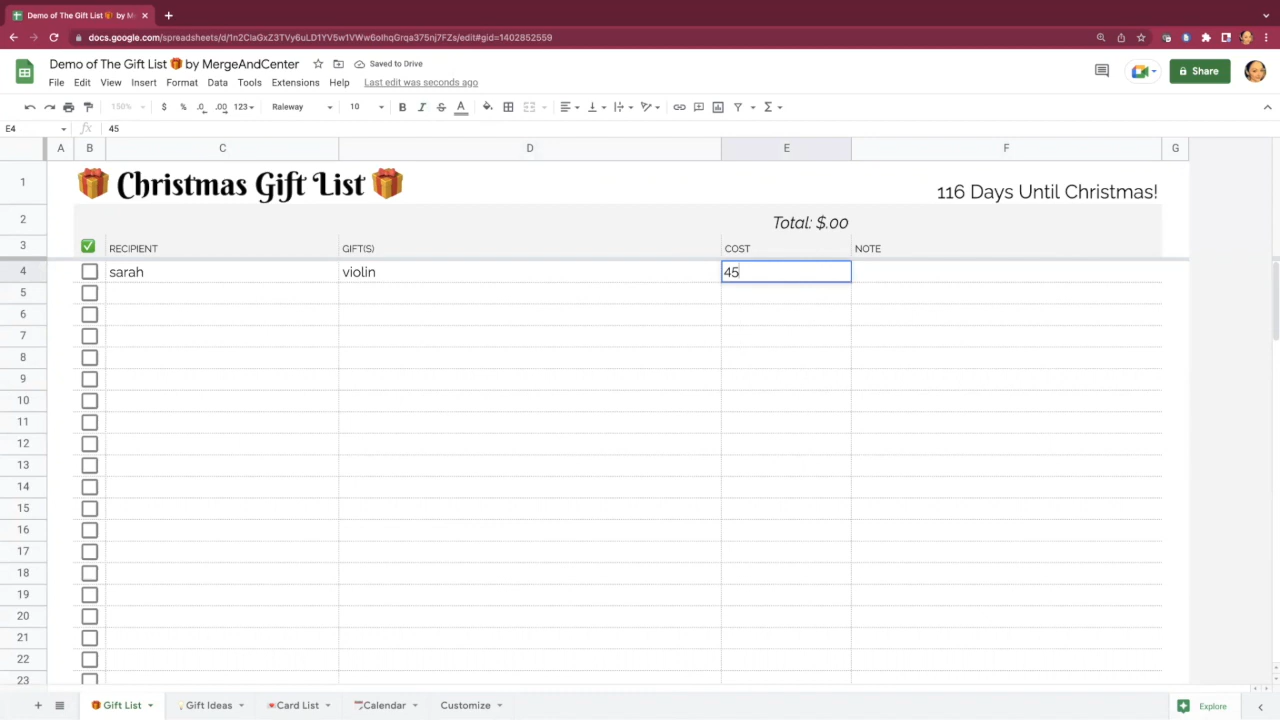 Demo of The Gift List 🎁 by Me
docs.google.com/spreadsheets/d/1n2ClaGxZ3TVy6uLD1YV5w1VWw6oIhqGrqa375nj7FZs/edit#gid=1402852559
Demo of The Gift List 🎁 by MergeAndCenter
Saved to Drive
File Edit View Insert Format Data Tools Extensions Help Last edit was seconds ago
Share
150% $ % .0 .00 123 Raleway 10 B I S A
E4 fx 45
A B C D E F G
1 🎁 Christmas Gift List 🎁 116 Days Until Christmas!
2 Total: $.00
3 ✅ RECIPIENT GIFT(S) COST NOTE
4 sarah violin 45
5
6
7
8
9
10
11
12
13
14
15
16
17
18
19
20
21
22
23
🎁 Gift List 💡 Gift Ideas 💌 Card List 📅 Calendar Customize Explore